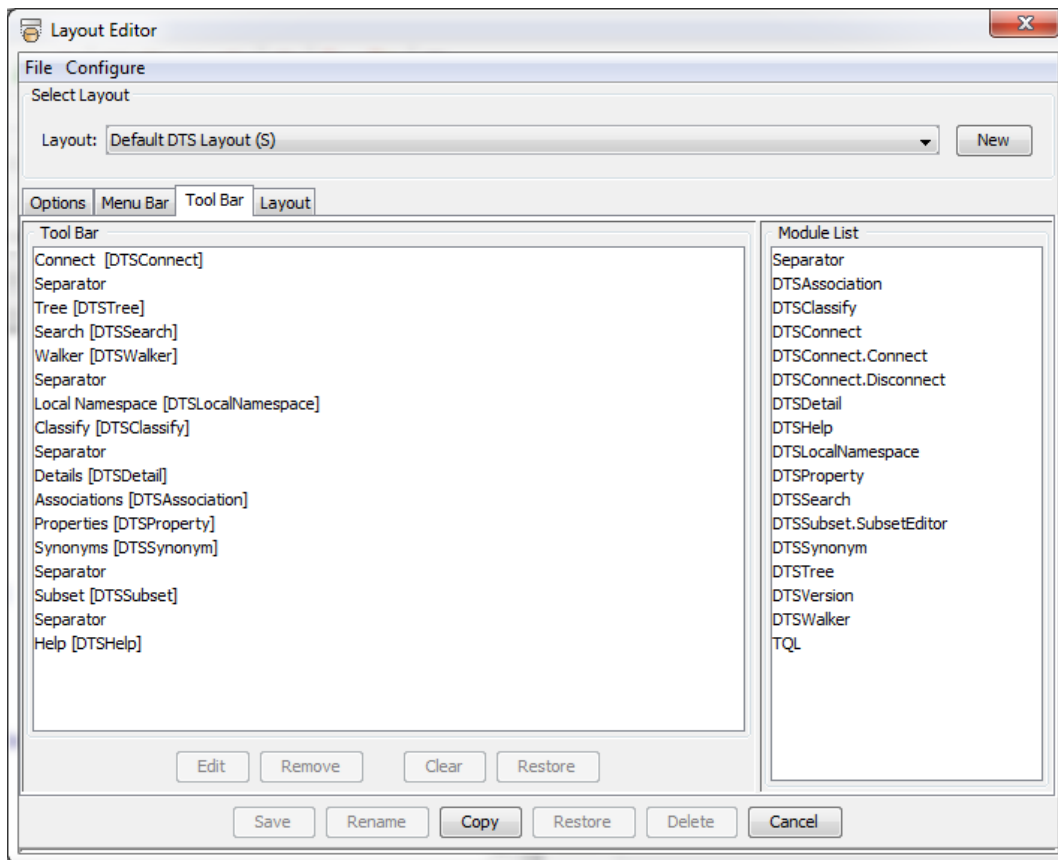 Layout Editor
File Configure
Select Layout
Layout: Default DTS Layout (S) New
Options Menu Bar Tool Bar Layout
Tool Bar
Connect [DTSConnect]
Separator
Tree [DTSTree]
Search [DTSSearch]
Walker [DTSWalker]
Separator
Local Namespace [DTSLocalNamespace]
Classify [DTSClassify]
Separator
Details [DTSDetail]
Associations [DTSAssociation]
Properties [DTSProperty]
Synonyms [DTSSynonym]
Separator
Subset [DTSSubset]
Separator
Help [DTSHelp]
Edit Remove Clear Restore
Module List
Separator
DTSAssociation
DTSClassify
DTSConnect
DTSConnect.Connect
DTSConnect.Disconnect
DTSDetail
DTSHelp
DTSLocalNamespace
DTSProperty
DTSSearch
DTSSubset.SubsetEditor
DTSSynonym
DTSTree
DTSVersion
DTSWalker
TQL
Save Rename Copy Restore Delete Cancel